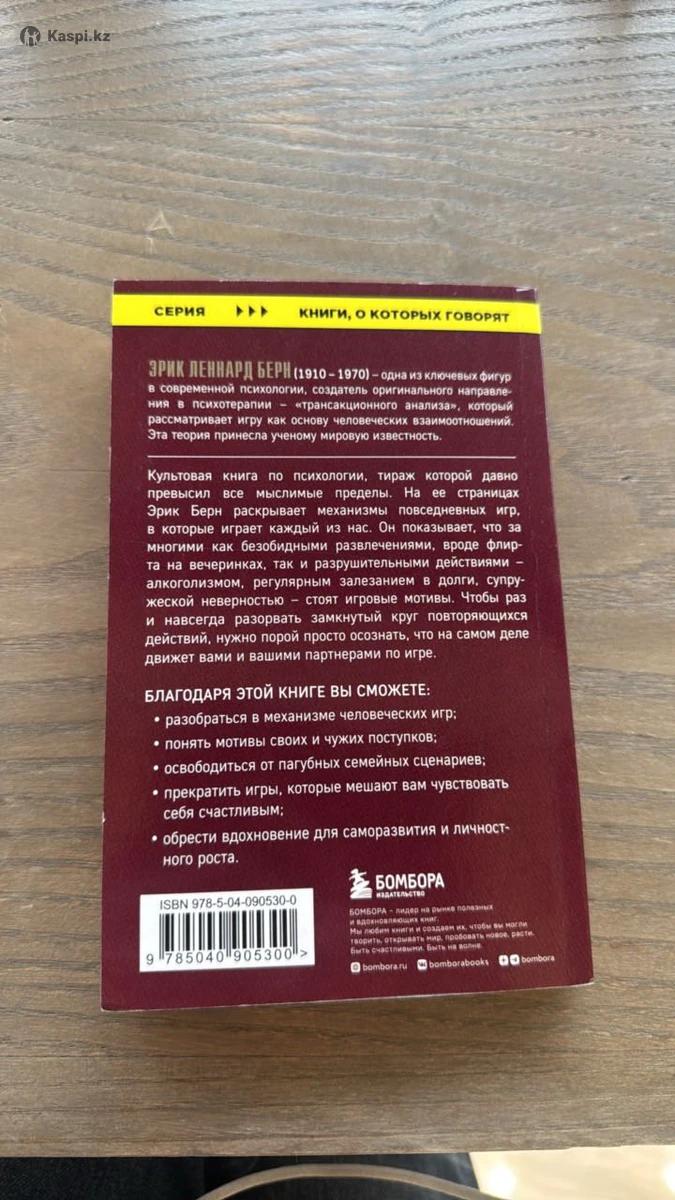 Kaspi.kz
СЕРИЯ КНИГИ, О КОТОРЫХ ГОВОРЯТ
ЭРИК ЛЕННАРД БЕРН (1910 – 1970) – одна из ключевых фигур
в современной психологии, создатель оригинального направле-
ния в психотерапии – «трансакционного анализа», который
рассматривает игру как основу человеческих взаимоотношений.
Эта теория принесла ученому мировую известность.
Культовая книга по психологии, тираж которой давно
превысил все мыслимые пределы. На ее страницах
Эрик Берн раскрывает механизмы повседневных игр,
в которые играет каждый из нас. Он показывает, что за
многими как безобидными развлечениями, вроде флир-
та на вечеринках, так и разрушительными действиями –
алкоголизмом, регулярным залезанием в долги, супру-
жеской неверностью – стоят игровые мотивы. Чтобы раз
и навсегда разорвать замкнутый круг повторяющихся
действий, нужно порой просто осознать, что на самом деле
движет вами и вашими партнерами по игре.
БЛАГОДАРЯ ЭТОЙ КНИГЕ ВЫ СМОЖЕТЕ:
• разобраться в механизме человеческих игр;
• понять мотивы своих и чужих поступков;
• освободиться от пагубных семейных сценариев;
• прекратить игры, которые мешают вам чувствовать
себя счастливым;
• обрести вдохновение для саморазвития и личност-
ного роста.
ISBN 978-5-04-090530-0
9 785040 905300 >
БОМБОРА
ИЗДАТЕЛЬСТВО
БОМБОРА – лидер на рынке полезных
и вдохновляющих книг.
Мы любим книги и создаем их, чтобы вы могли
творить, открывать мир, пробовать новое, расти.
Быть счастливыми. Быть на волне.
bombora.ru bomborabooks bombora